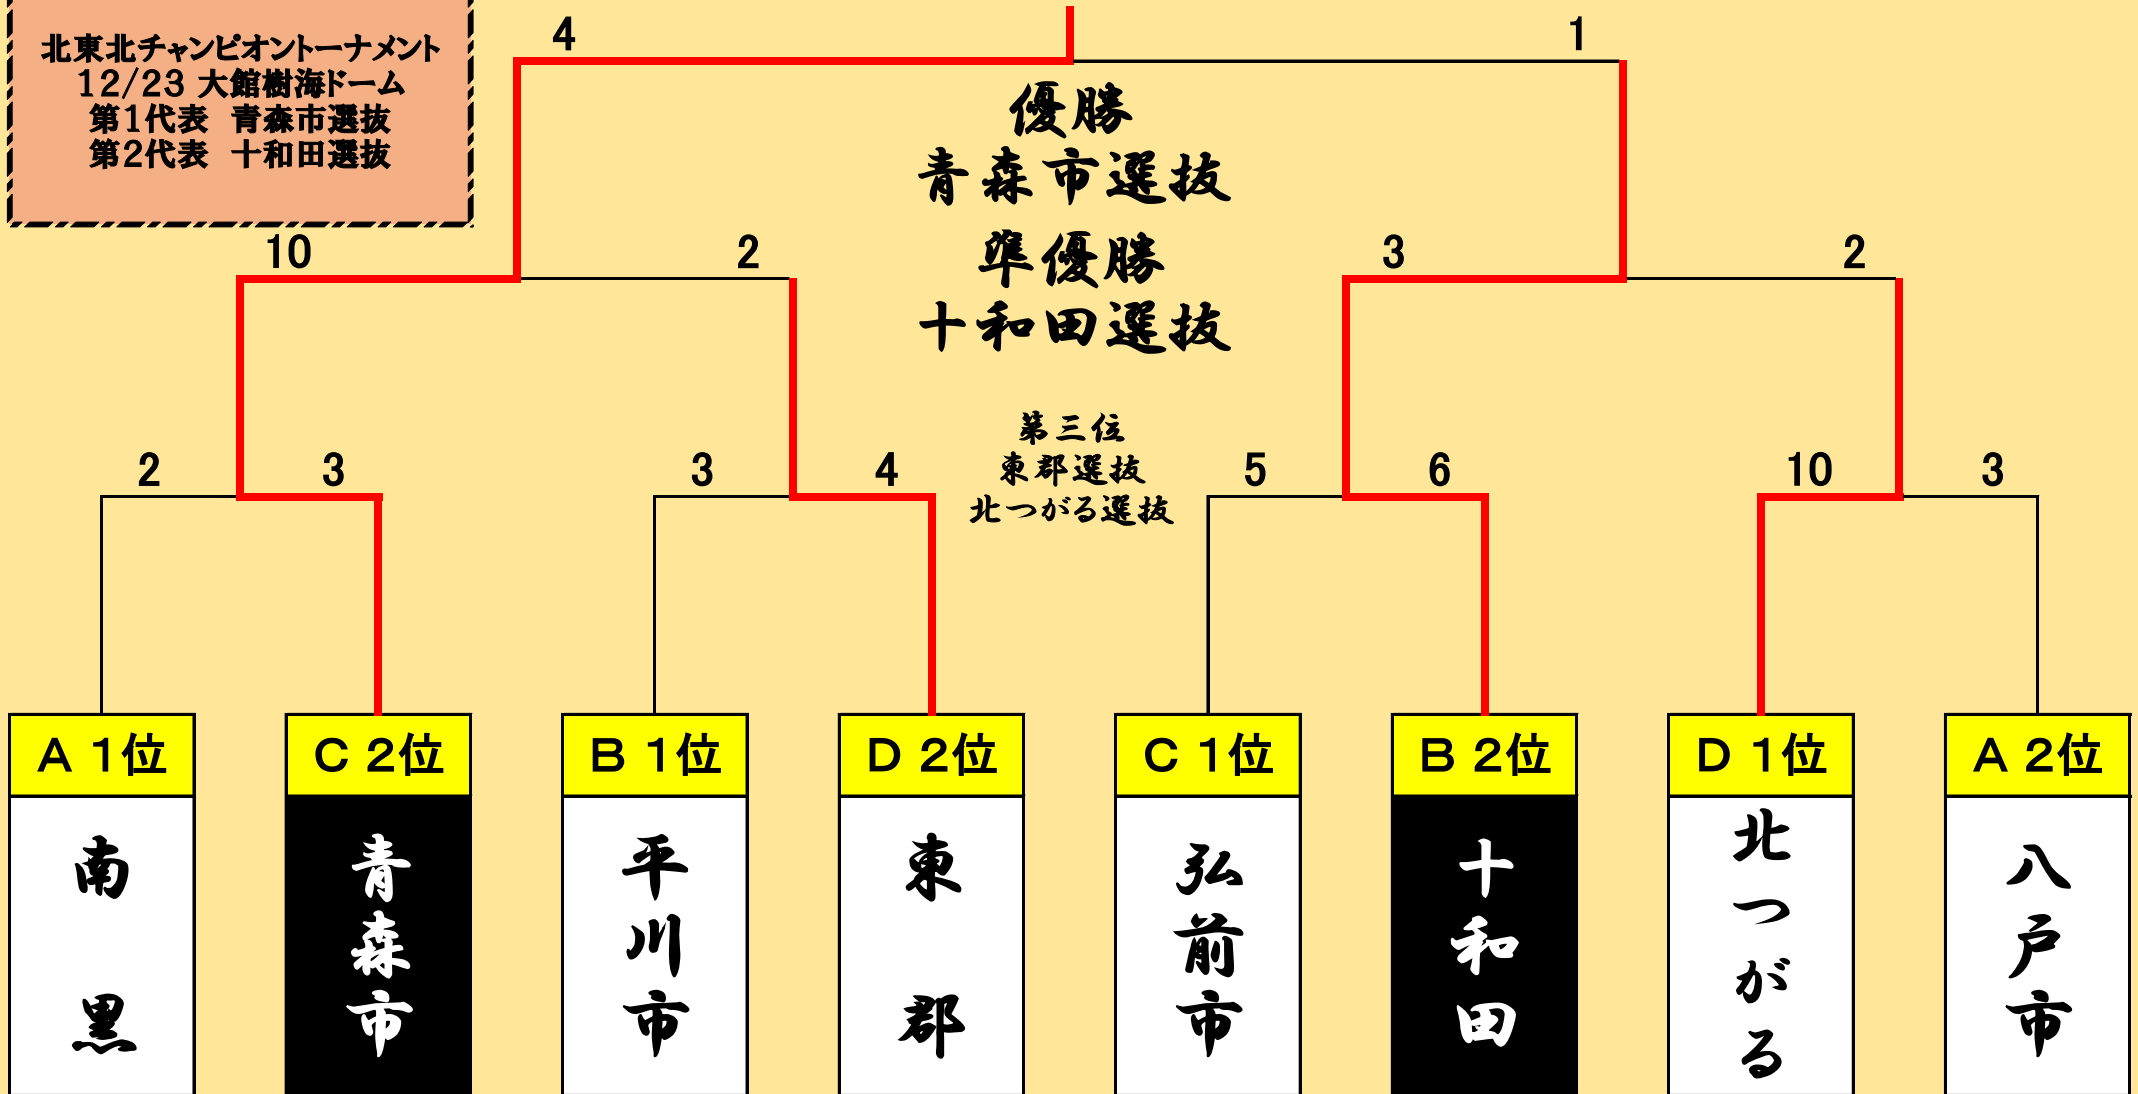 北東北チャンピオントーナメント
12/23 大館樹海ドーム
第1代表　青森市選抜
第2代表　十和田選抜
4
1
優勝
青森市選抜
準優勝
十和田選抜
10
2
3
2
第三位
東郡選抜
北つがる選抜
2
3
3
4
5
6
10
3
A 1位
C 2位
B 1位
D 2位
C 1位
B 2位
D 1位
A 2位
南黒
青森市
平川市
東郡
弘前市
十和田
北つがる
八戸市